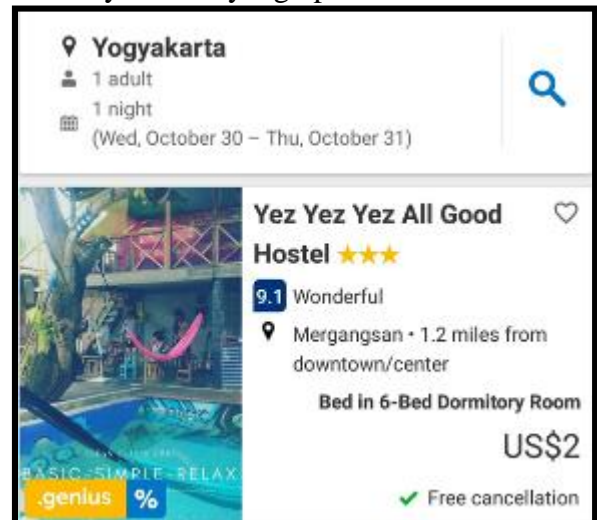 Yogyakarta
1 adult
1 night
(Wed, October 30 – Thu, October 31)
Yez Yez Yez All Good
Hostel
9.1 Wonderful
Mergangsan • 1.2 miles from
downtown/center
Bed in 6-Bed Dormitory Room
US$2
Free cancellation
BASIC SIMPLE RELAX
.genius %